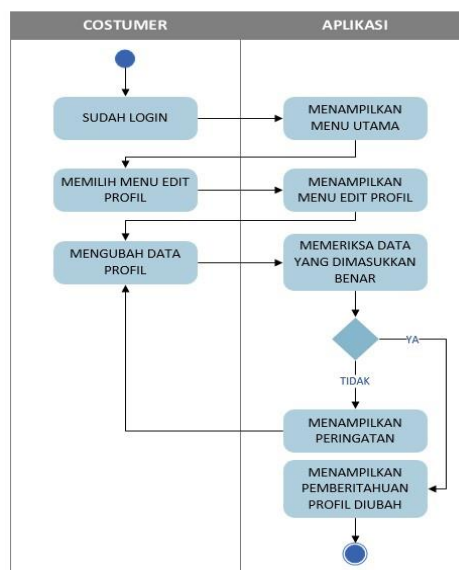 COSTUMER
APLIKASI
SUDAH LOGIN
MENAMPILKAN
MENU UTAMA
MEMILIH MENU EDIT
PROFIL
MENAMPILKAN
MENU EDIT PROFIL
MENGUBAH DATA
PROFIL
MEMERIKSA DATA
YANG DIMASUKKAN
BENAR
YA
TIDAK
MENAMPILKAN
PERINGATAN
MENAMPILKAN
PEMBERITAHUAN
PROFIL DIUBAH